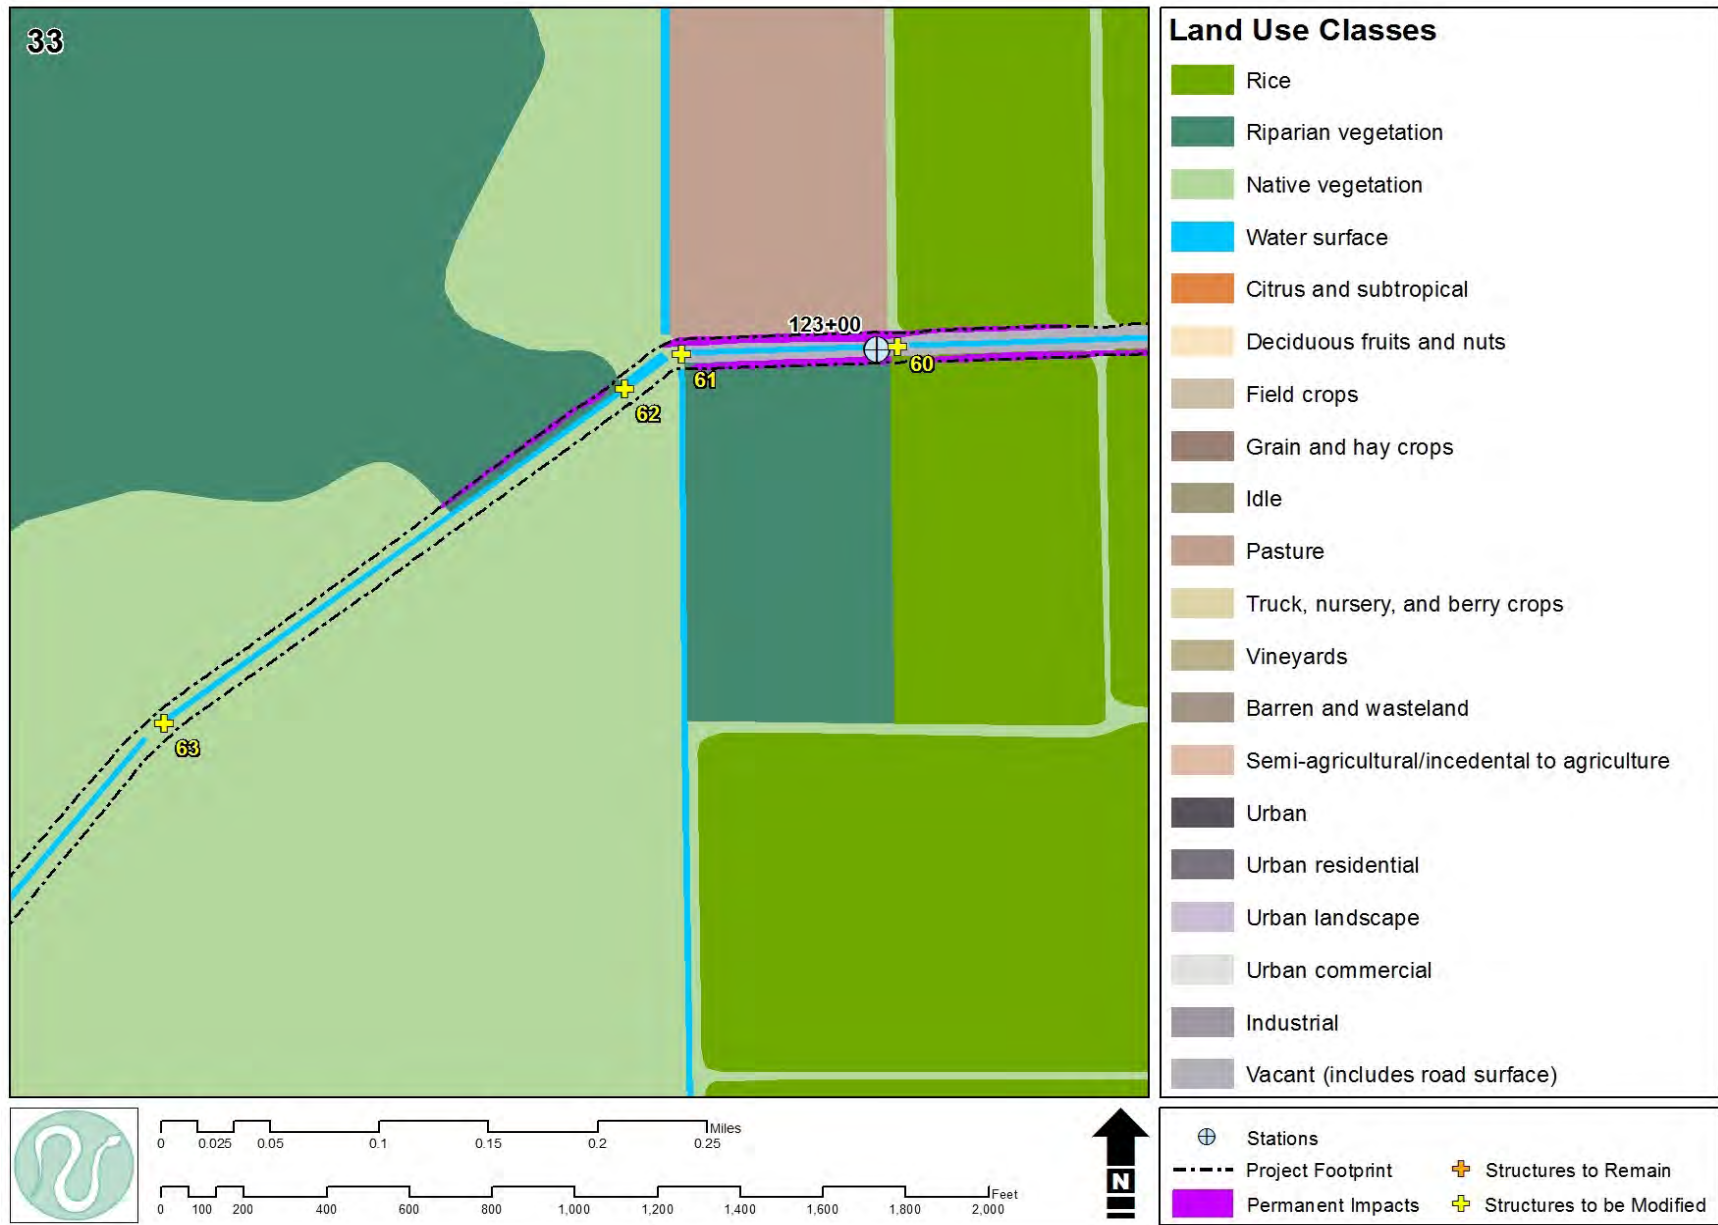 33
123+00
60
61
62
63
Land Use Classes
Rice
Riparian vegetation
Native vegetation
Water surface
Citrus and subtropical
Deciduous fruits and nuts
Field crops
Grain and hay crops
Idle
Pasture
Truck, nursery, and berry crops
Vineyards
Barren and wasteland
Semi-agricultural/incedental to agriculture
Urban
Urban residential
Urban landscape
Urban commercial
Industrial
Vacant (includes road surface)
Miles
0 0.025 0.05 0.1 0.15 0.2 0.25
Feet
0 100 200 400 600 800 1,000 1,200 1,400 1,600 1,800 2,000
N
Stations
Project Footprint
Structures to Remain
Permanent Impacts
Structures to be Modified